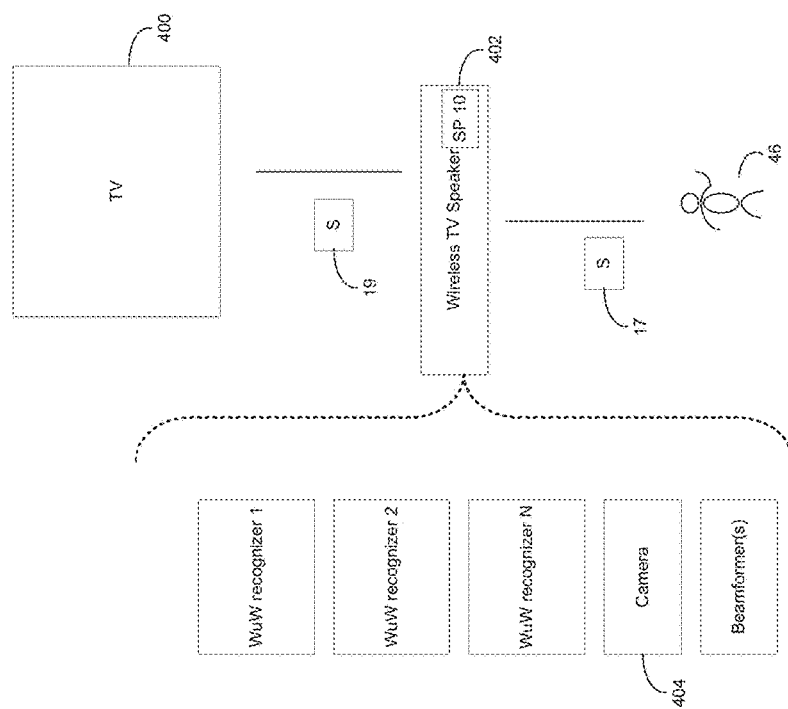 400
TV
S
19
402
Wireless TV Speaker
SP 10
S
17
46
WuW recognizer 1
WuW recognizer 2
WuW recognizer N
Camera
404
Beamformer(s)